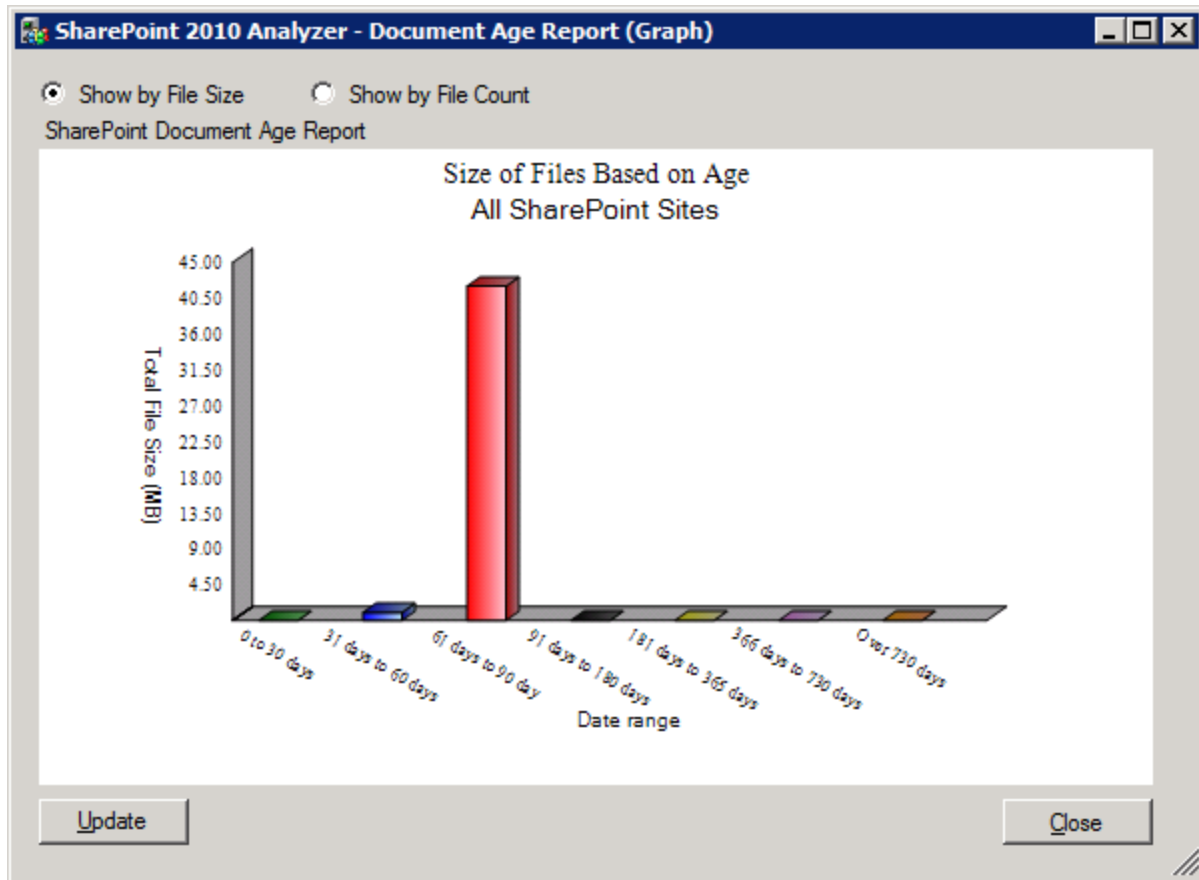 SharePoint 2010 Analyzer - Document Age Report (Graph)
Show by File Size
Show by File Count
SharePoint Document Age Report
Size of Files Based on Age
All SharePoint Sites
45.00
40.50
36.00
31.50
27.00
22.50
18.00
13.50
9.00
4.50
Total File Size (MB)
0 to 30 days
31 days to 60 days
61 days to 90 day
91 days to 180 days
181 days to 365 days
366 days to 730 days
Over 730 days
Date range
Update
Close